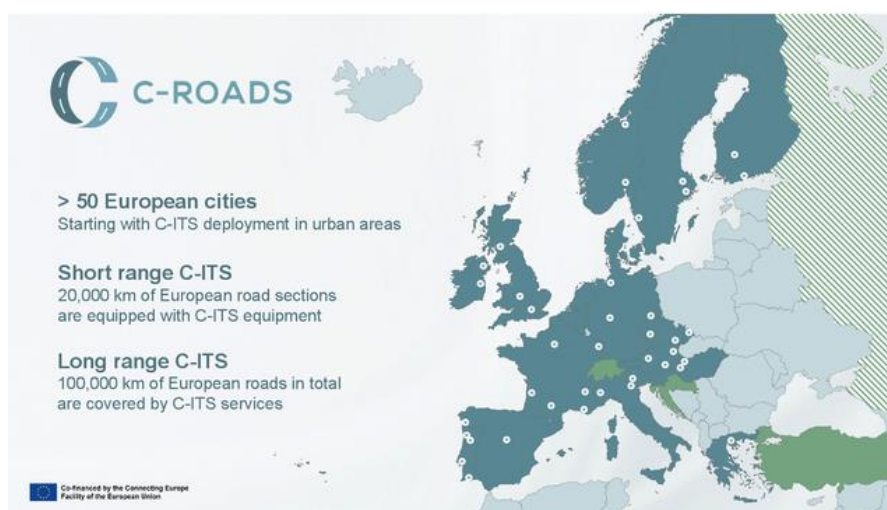 C-ROADS
> 50 European cities
Starting with C-ITS deployment in urban areas
Short range C-ITS
20,000 km of European road sections
are equipped with C-ITS equipment
Long range C-ITS
100,000 km of European roads in total
are covered by C-ITS services
Co-financed by the Connecting Europe
Facility of the European Union